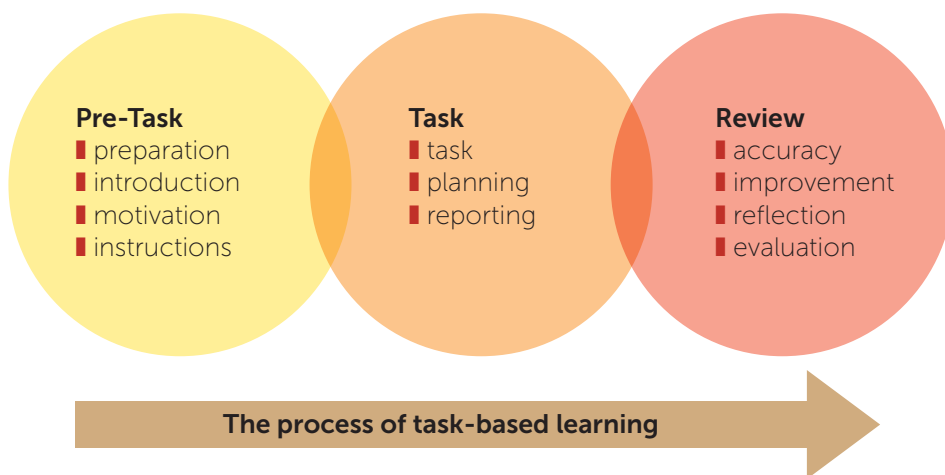 Pre-Task
preparation
introduction
motivation
instructions
Task
task
planning
reporting
Review
accuracy
improvement
reflection
evaluation
The process of task-based learning